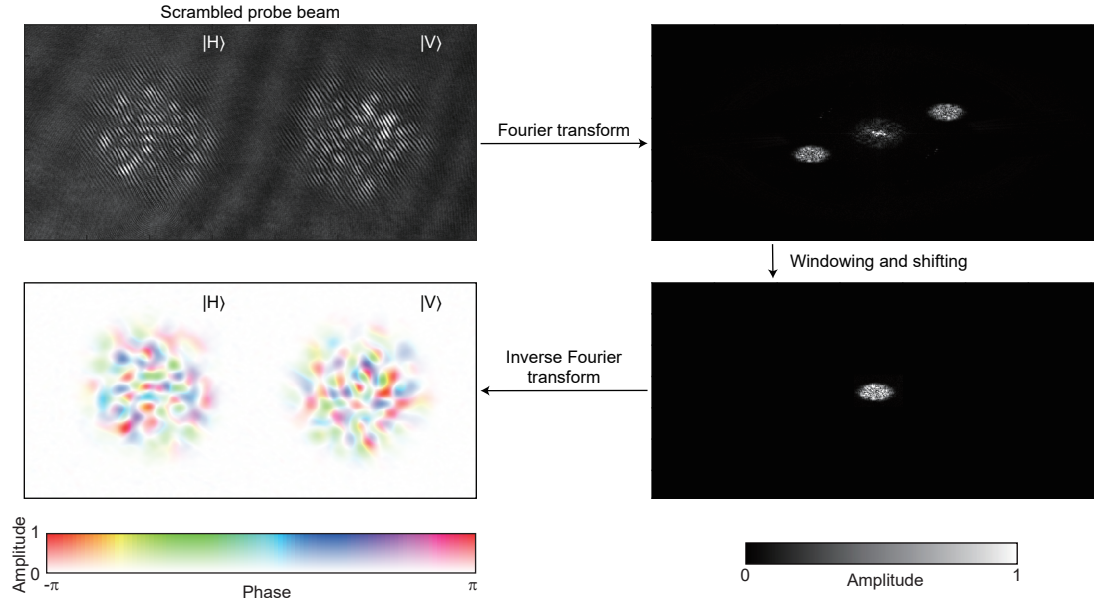 Scrambled probe beam
|H⟩
|V⟩
Fourier transform
Windowing and shifting
|H⟩
|V⟩
Inverse Fourier
transform
Amplitude
1
0
-π
Phase
π
0
Amplitude
1